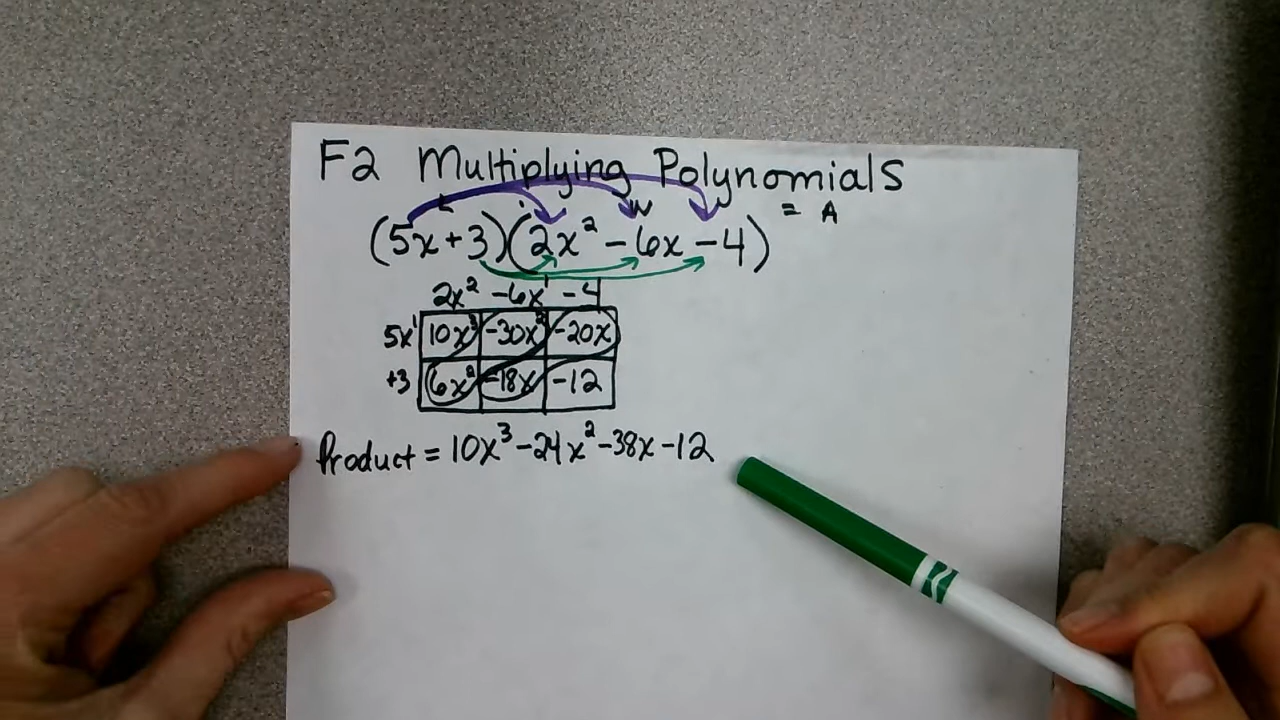 F2 Multiplying Polynomials
L · W = A
(5x+3)(2x² -6x -4)
2x² -6x¹ -4
5x¹ 10x³ -30x² -20x
+3 6x² -18x -12
Product = 10x³ -24x² -38x -12